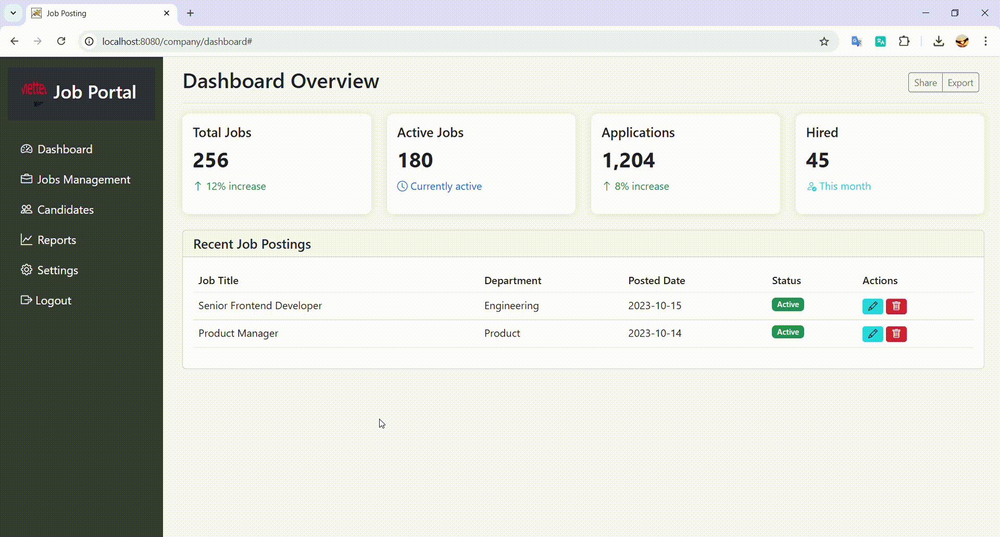 Job Posting
localhost:8080/company/dashboard#
viettel
Job Portal
Dashboard
Jobs Management
Candidates
Reports
Settings
Logout
Dashboard Overview
Share
Export
Total Jobs
256
12% increase
Active Jobs
180
Currently active
Applications
1,204
8% increase
Hired
45
This month
Recent Job Postings
Job Title Department Posted Date Status Actions
Senior Frontend Developer Engineering 2023-10-15 Active
Product Manager Product 2023-10-14 Active